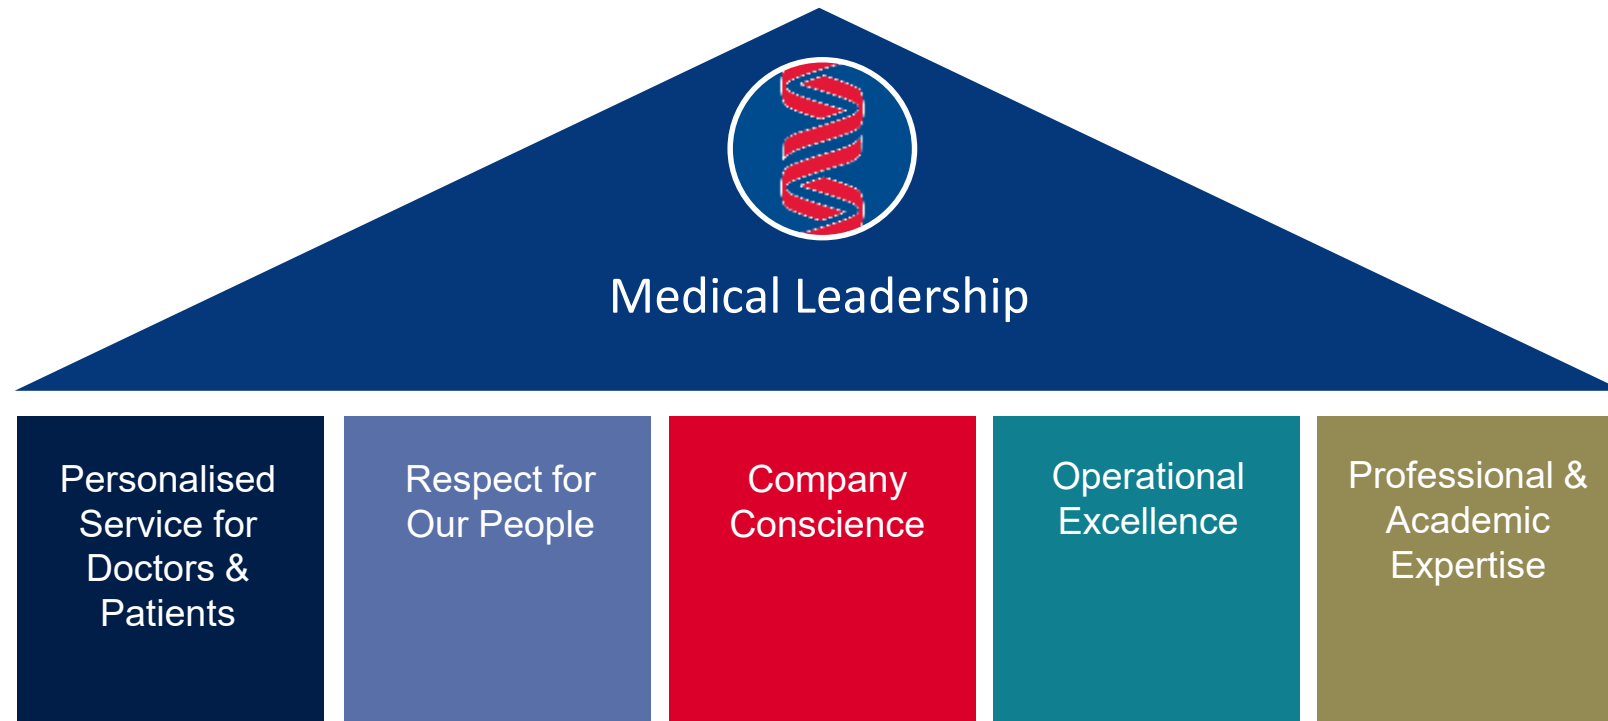 Medical Leadership
Personalised
Service for
Doctors &
Patients
Respect for
Our People
Company
Conscience
Operational
Excellence
Professional &
Academic
Expertise